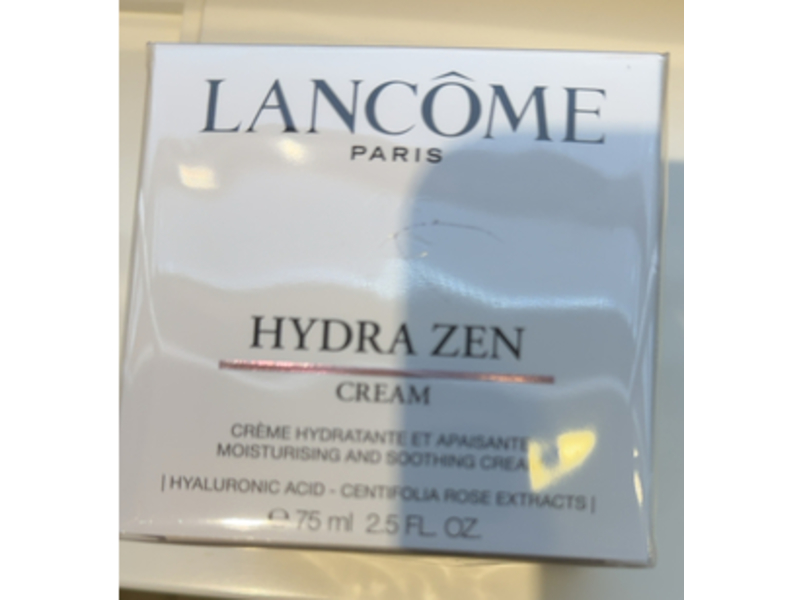 LANCÔME
PARIS
HYDRA ZEN
CREAM
CRÈME HYDRATANTE ET APAISANTE
MOISTURISING AND SOOTHING CREAM
| HYALURONIC ACID - CENTIFOLIA ROSE EXTRACTS |
℮ 75 ml 2.5 FL. OZ.